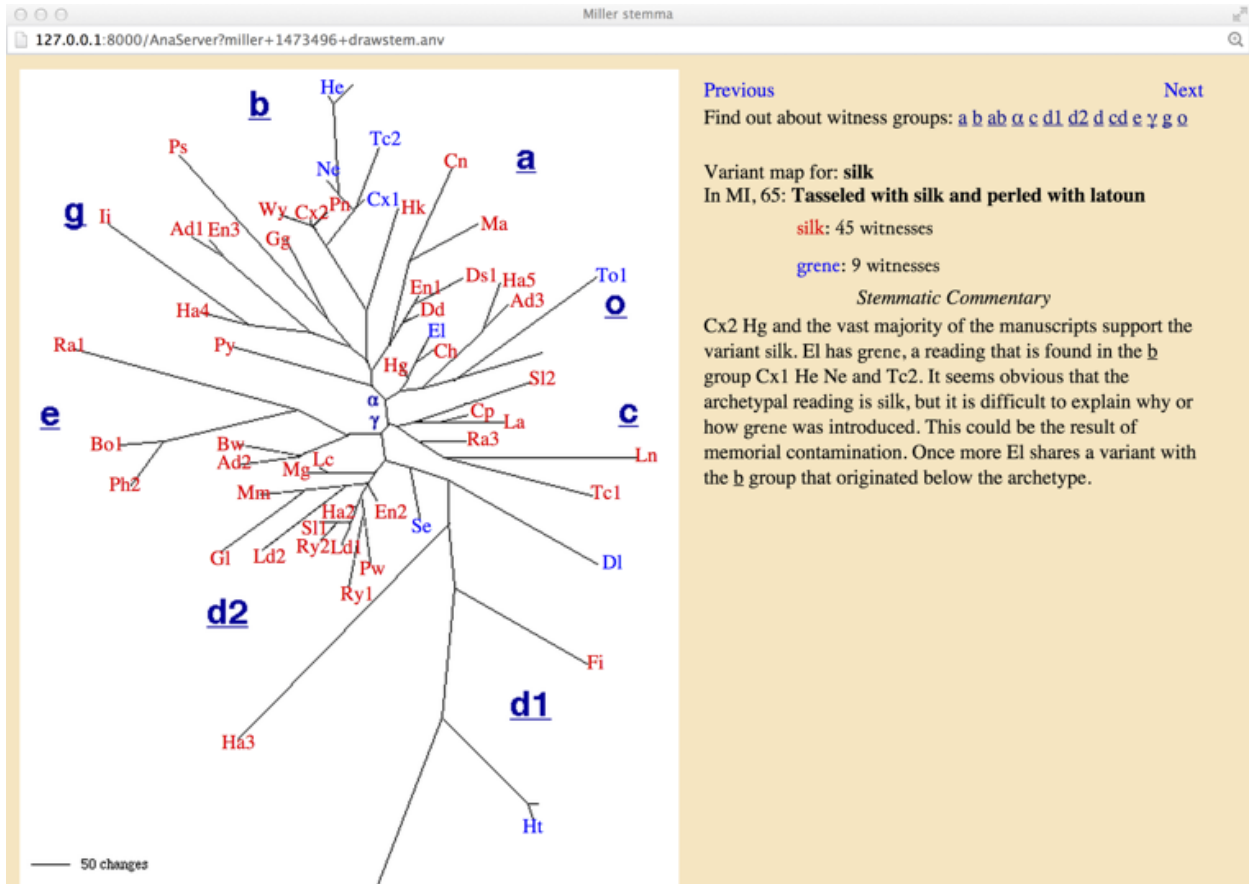 Miller stemma
127.0.0.1:8000/AnaServer?miller+1473496+drawstem.anv
Previous
Next
Find out about witness groups: a b ab α c d1 d2 d cd e γ g o
Variant map for: silk
In MI, 65: Tasseled with silk and perled with latoun
silk: 45 witnesses
grene: 9 witnesses
Stemmatic Commentary
Cx2 Hg and the vast majority of the manuscripts support the
variant silk. El has grene, a reading that is found in the b
group Cx1 He Ne and Tc2. It seems obvious that the
archetypal reading is silk, but it is difficult to explain why or
how grene was introduced. This could be the result of
memorial contamination. Once more El shares a variant with
the b group that originated below the archetype.
He
b
Tc2
Ps
a
Cn
Ne
Cx1
Pn
Cx2
Wy
Hk
g
Ii
Ma
Ad1
En3
Gg
Ds1
Ha5
To1
En1
Ad3
o
Ha4
Dd
El
Ra1
Py
Ch
Hg
Sl2
α
e
γ
Cp
c
La
Bo1
Bw
Ra3
Ad2
Lc
Ln
Mg
Ph2
Mm
Tc1
Ha2
En2
Sl1
Se
Ry2
Ld1
Gl
Ld2
Pw
Dl
Ry1
d2
Fi
d1
Ha3
Ht
50 changes